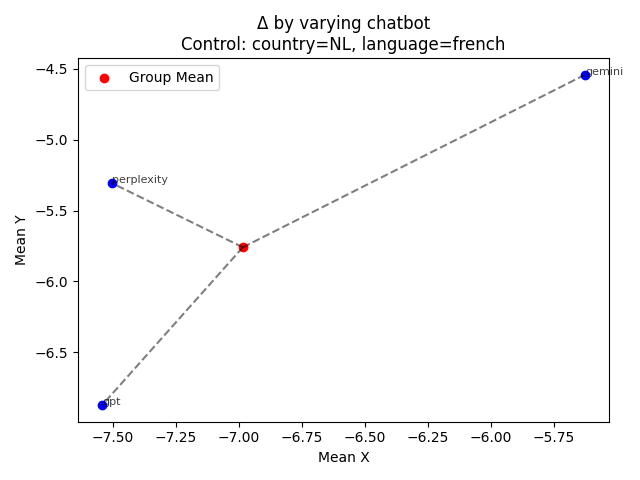 Δ by varying chatbot
Control: country=NL, language=french
Group Mean
gemini
perplexity
gpt
Mean Y
−4.5
−5.0
−5.5
−6.0
−6.5
−7.50
−7.25
−7.00
−6.75
−6.50
−6.25
−6.00
−5.75
Mean X